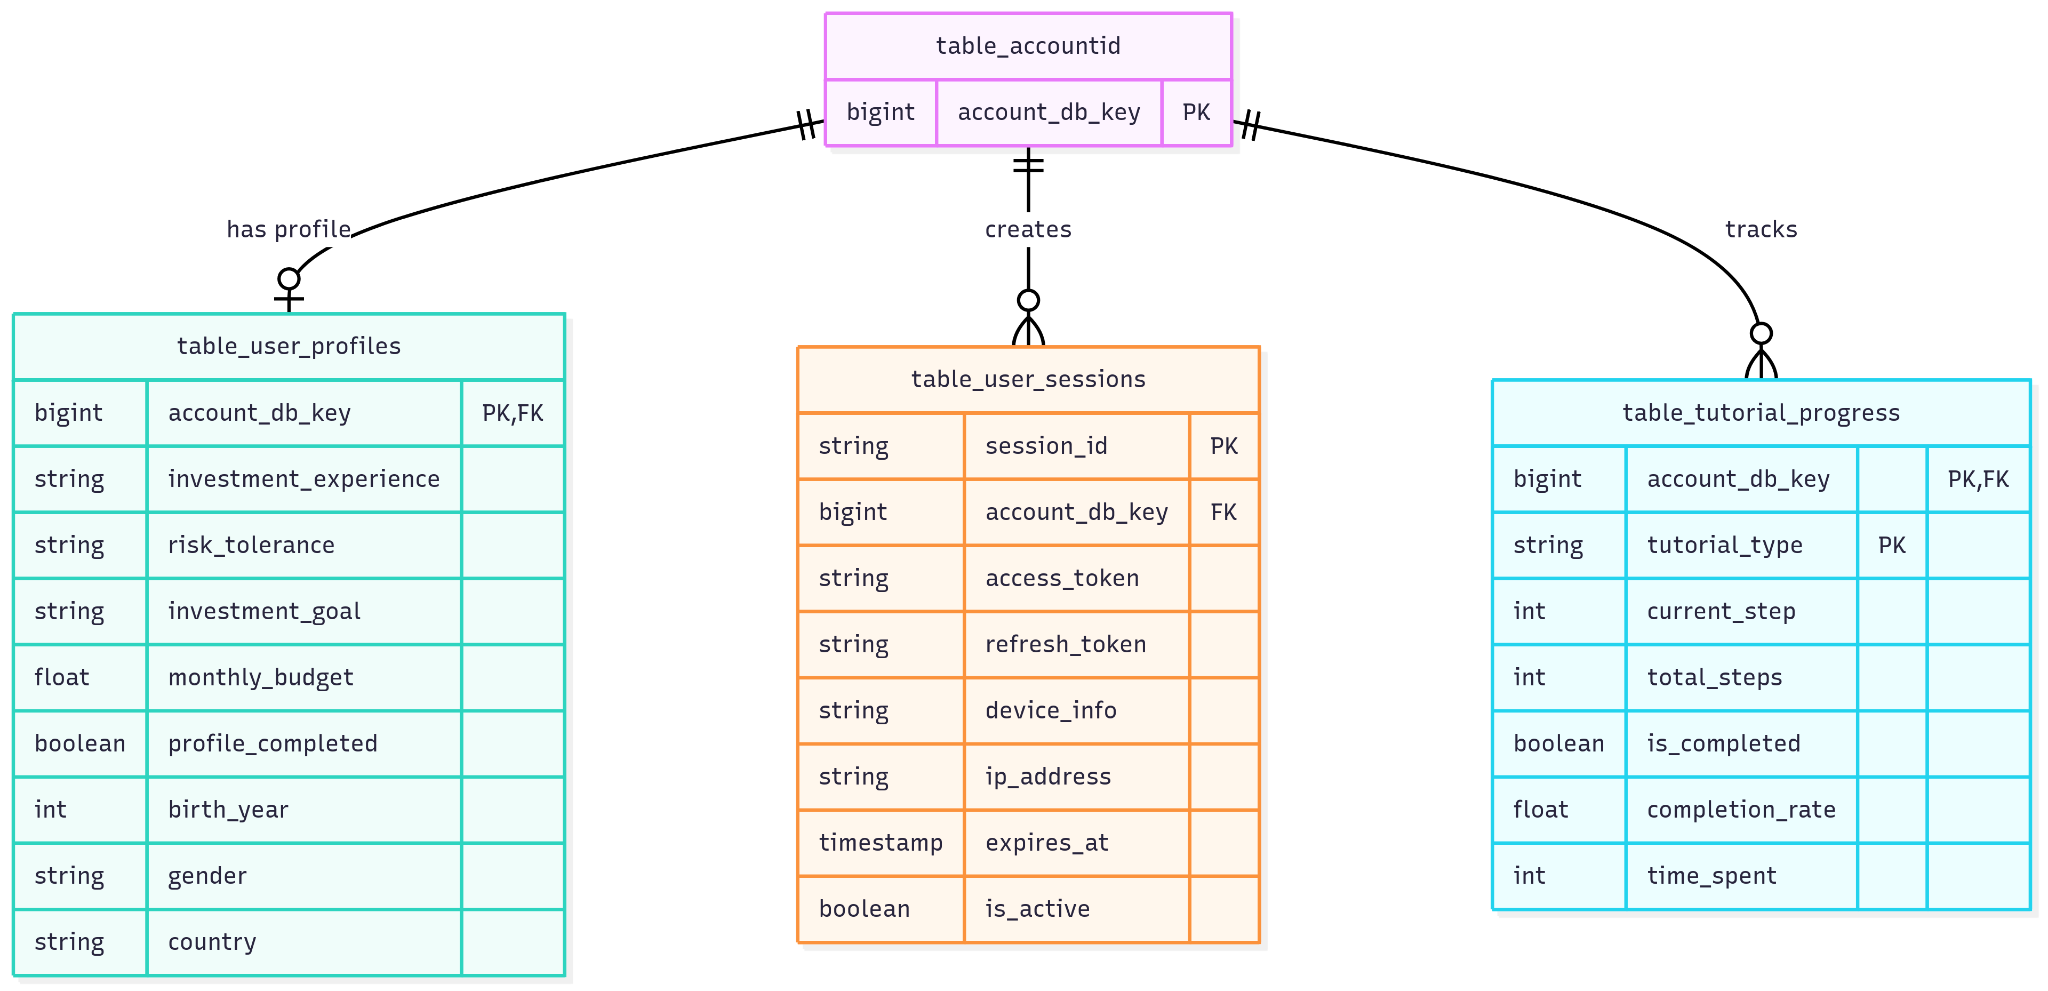 table_accountid
bigint account_db_key PK
has profile
creates
tracks
table_user_profiles
bigint account_db_key PK,FK
string investment_experience
string risk_tolerance
string investment_goal
float monthly_budget
boolean profile_completed
int birth_year
string gender
string country
table_user_sessions
string session_id PK
bigint account_db_key FK
string access_token
string refresh_token
string device_info
string ip_address
timestamp expires_at
boolean is_active
table_tutorial_progress
bigint account_db_key PK,FK
string tutorial_type PK
int current_step
int total_steps
boolean is_completed
float completion_rate
int time_spent